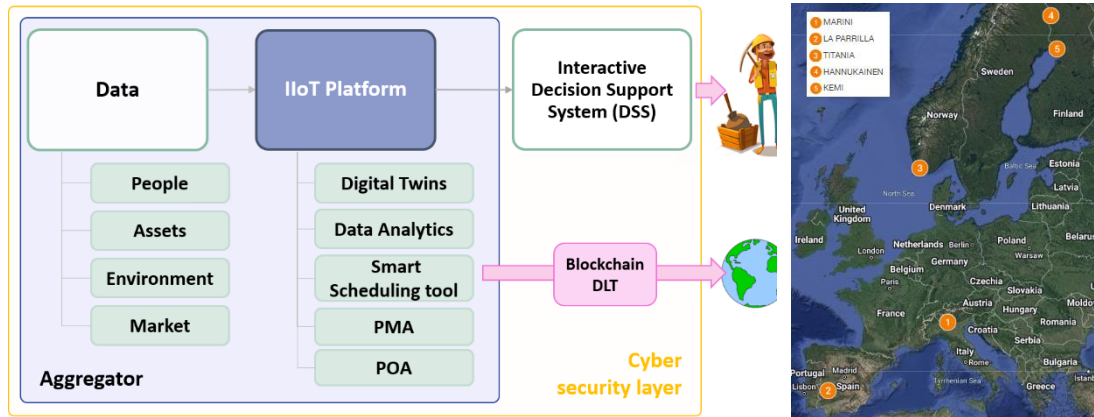 Data
IIoT Platform
Interactive
Decision Support
System (DSS)
People
Assets
Environment
Market
Digital Twins
Data Analytics
Smart
Scheduling tool
PMA
POA
Blockchain
DLT
Aggregator
Cyber
security layer
1 MARINI
2 LA PARRILLA
3 TITANIA
4 HANNUKAINEN
5 KEMI
4
5
Sweden
Norway
Finland
3
Baltic Sea
Estonia
Latvia
North Sea
Denmark
Lithuania
United
Kingdom
Ireland
Netherlands
Berlin
Poland
Belarus
London
Warsaw
Germany
Belgium
Paris
Czechia
Slovakia
Austria
Moldov
France
Hungary
1
Croatia
Romania
Serbia
Italy
Rome
Bulgaria
Portugal
Madrid
Lisbon
2
Spain
Tyrrhenian Sea
Greece
Istanb